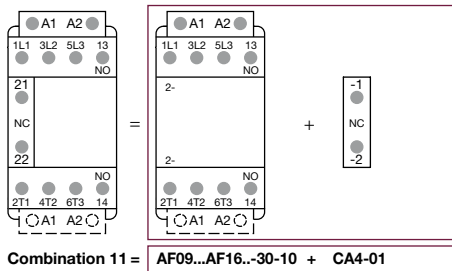 A1 A2 A1 A2
1L1 3L2 5L3 13 1L1 3L2 5L3 13
NO NO
21 2- -1
NC = + NC
22 2- -2
NO NO
2T1 4T2 6T3 14 2T1 4T2 6T3 14
A1 A2 A1 A2
Combination 11 = AF09...AF16..-30-10 + CA4-01